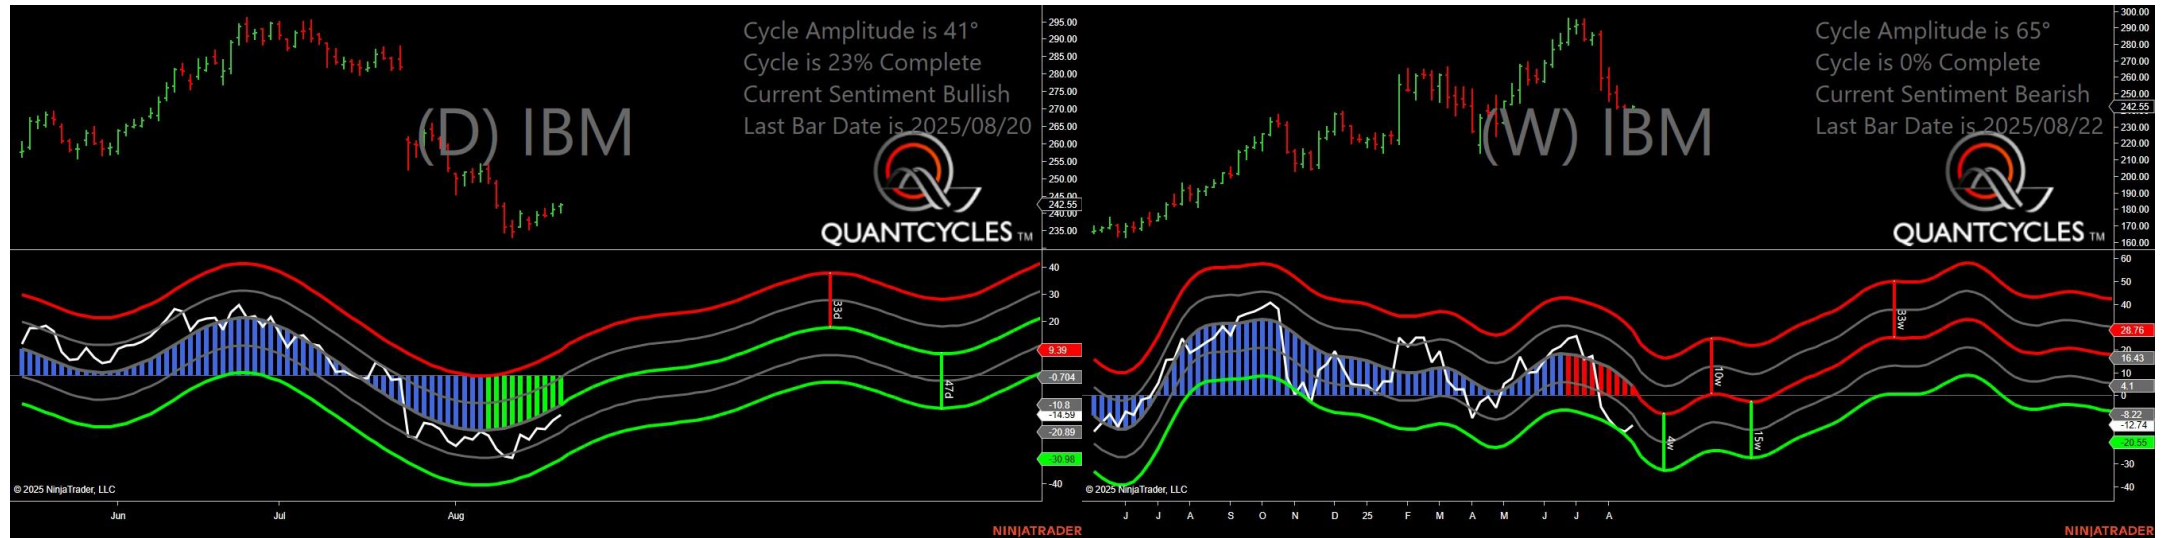 Cycle Amplitude is 41°
Cycle is 23% Complete
Current Sentiment Bullish
Last Bar Date is 2025/08/20
(D) IBM
QUANTCYCLES TM
295.00
290.00
285.00
280.00
275.00
270.00
265.00
260.00
255.00
250.00
245.00
242.55
240.00
235.00
33d
47d
40
30
20
9.39
-0.704
-10.8
-14.59
-20.89
-30.98
-40
© 2025 NinjaTrader, LLC
Jun Jul Aug
NINJATRADER
Cycle Amplitude is 65°
Cycle is 0% Complete
Current Sentiment Bearish
Last Bar Date is 2025/08/22
(W) IBM
QUANTCYCLES TM
300.00
290.00
280.00
270.00
260.00
250.00
242.55
230.00
220.00
210.00
200.00
190.00
180.00
170.00
160.00
4w
10w
15w
33w
60
50
40
28.76
20
16.43
10
4.1
0
-8.22
-12.74
-20.55
-30
-40
© 2025 NinjaTrader, LLC
J J A S O N D 25 F M A M J J A
NINJATRADER